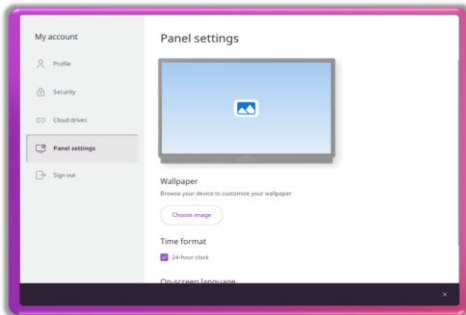 My account
Profile
Security
Cloud drives
Panel settings
Sign out
Panel settings
Wallpaper
Browse your device to customize your wallpaper
Choose image
Time format
24-hour clock
On-screen language